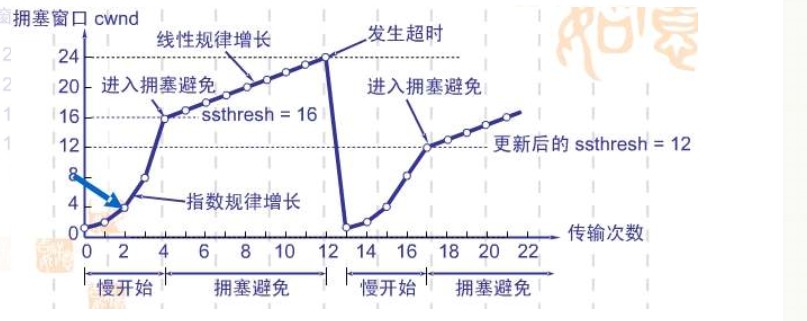 拥塞窗口 cwnd
线性规律增长
发生超时
24
20
进入拥塞避免
进入拥塞避免
16
ssthresh = 16
12
更新后的 ssthresh = 12
8
4
指数规律增长
0
传输次数
0 2 4 6 8 10 12 14 16 18 20 22
慢开始 拥塞避免 慢开始 拥塞避免
如意